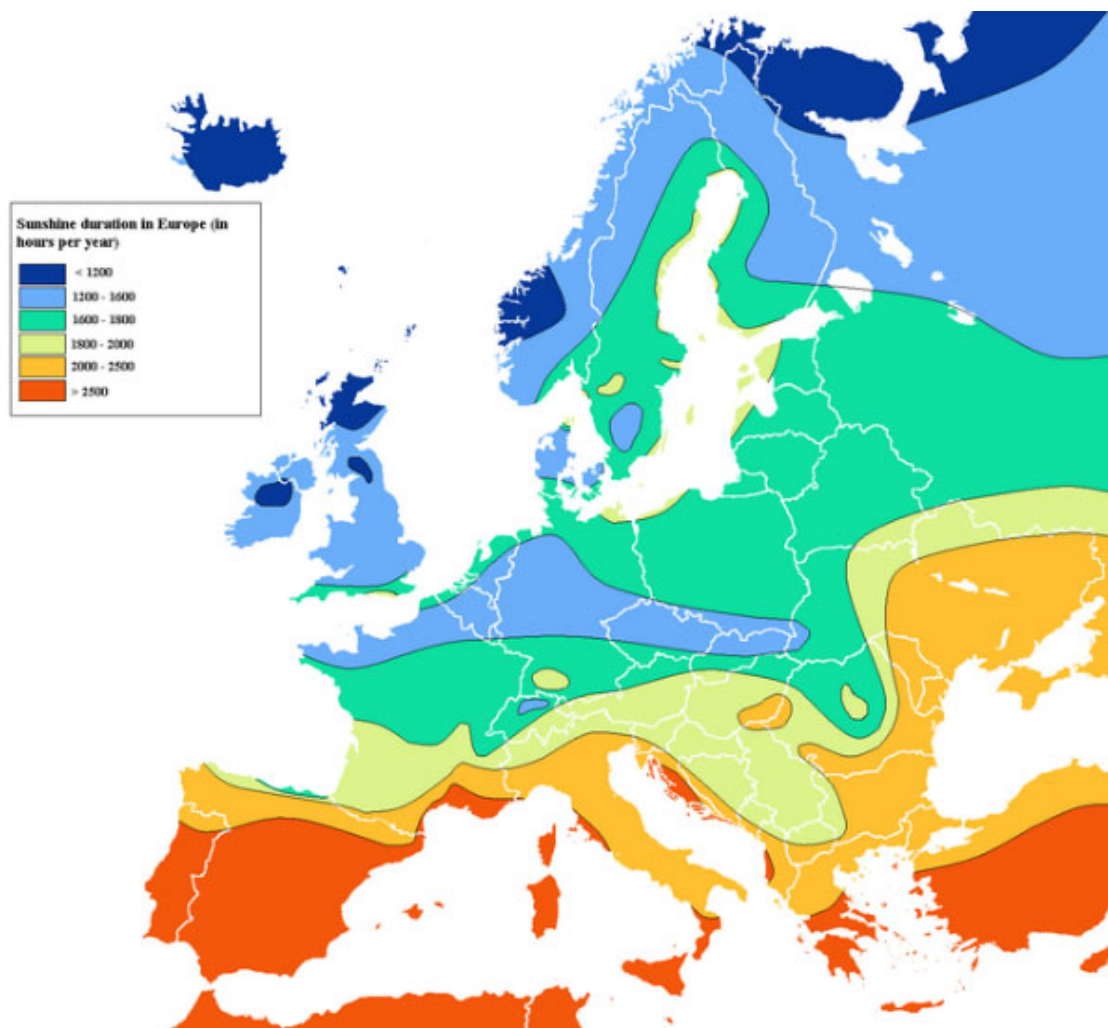 Sunshine duration in Europe (in
hours per year)
< 1200
1200 - 1600
1600 - 1800
1800 - 2000
2000 - 2500
> 2500